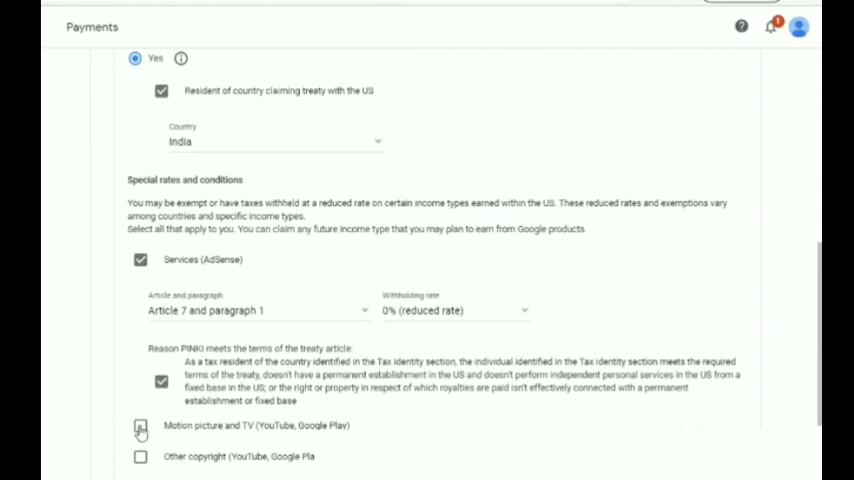 Payments
1
Yes
Resident of country claiming treaty with the US
Country
India
Special rates and conditions
You may be exempt or have taxes withheld at a reduced rate on certain income types earned within the US. These reduced rates and exemptions vary
among countries and specific income types.
Select all that apply to you. You can claim any future income type that you may plan to earn from Google products.
Services (AdSense)
Article and paragraph
Withholding rate
Article 7 and paragraph 1
0% (reduced rate)
Reason PINKI meets the terms of the treaty article:
As a tax resident of the country identified in the Tax identity section, the individual identified in the Tax identity section meets the required
terms of the treaty, doesn't have a permanent establishment in the US and doesn't perform independent personal services in the US from a
fixed base in the US; or the right or property in respect of which royalties are paid isn't effectively connected with a permanent
establishment or fixed base
Motion picture and TV (YouTube, Google Play)
Other copyright (YouTube, Google Pla